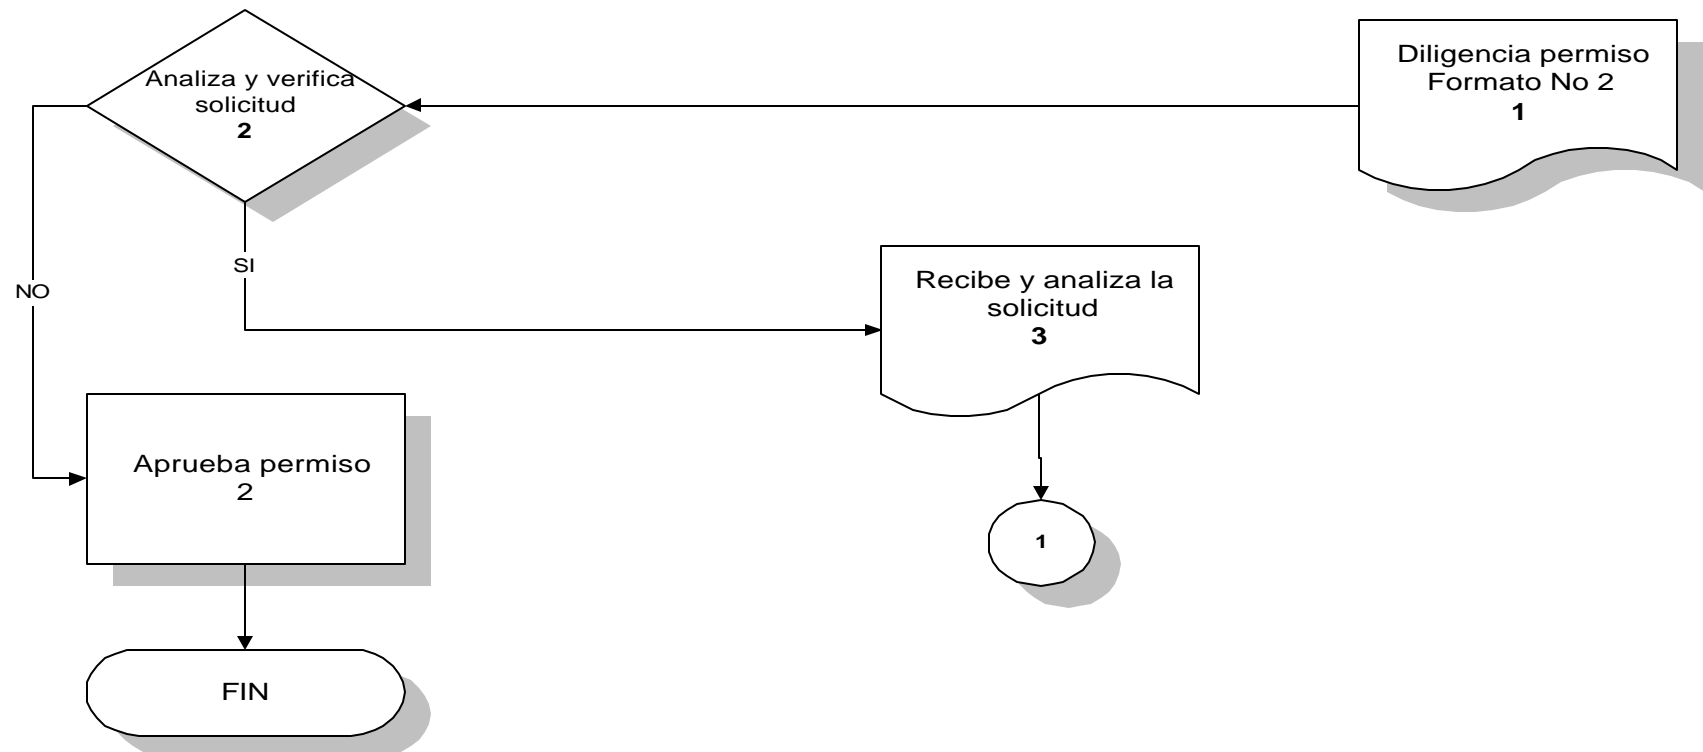 Analiza y verifica
solicitud
2
Diligencia permiso
Formato No 2
1
SI
NO
Recibe y analiza la
solicitud
3
Aprueba permiso
2
1
FIN